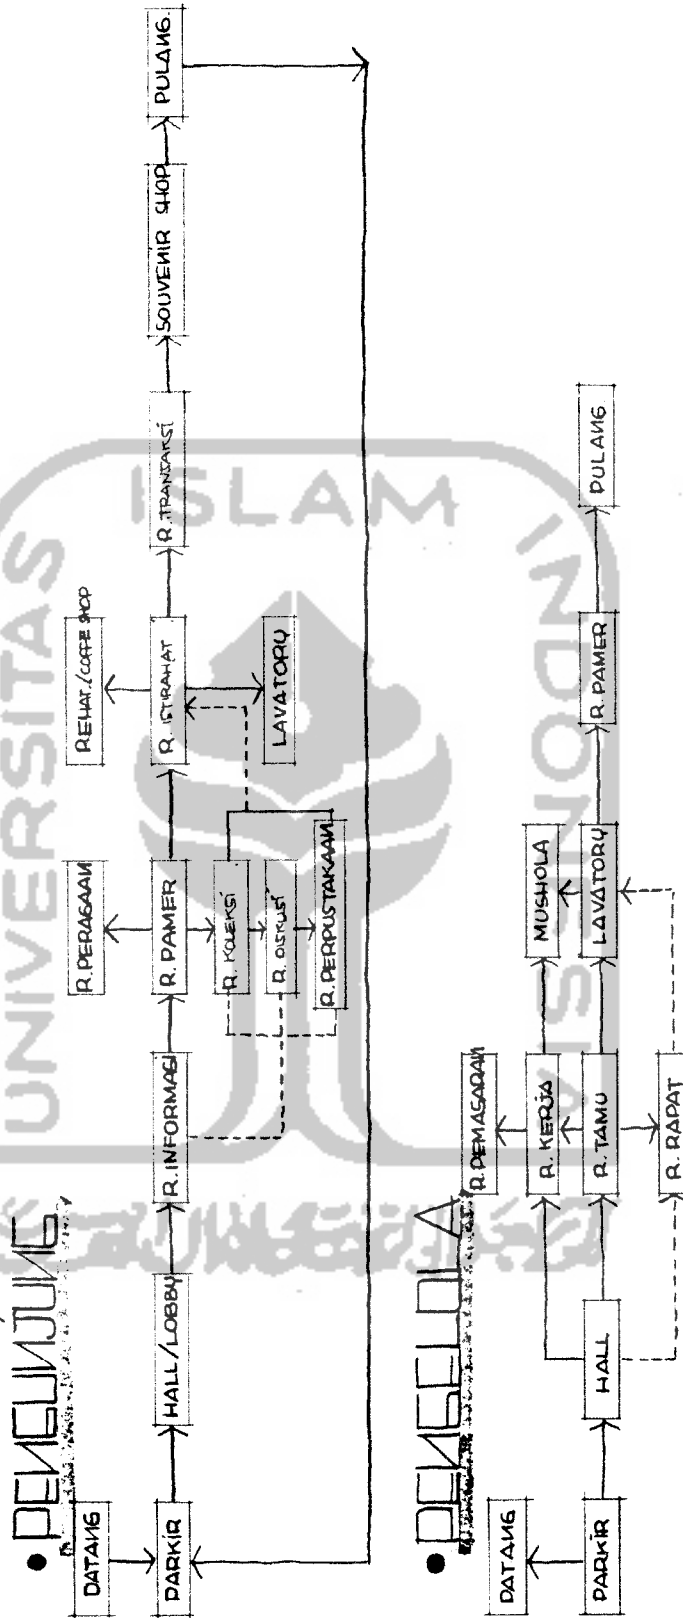 • PENGUNJUNG
DATANG
PARKIR
HALL/LOBBY
R.INFORMASI
R.PERAGAAN
R. PAMER
R. KOLEKSI
R. DISKUSI
R.PERPUSTAKAAN
REHAT./COFFE SHOP
R. ISTIRAHAT
LAVATORY
R.TRANSAKSI
SOUVENIR SHOP
PULANG.
• PENGELOLA
DATANG
PARKIR
HALL
R.PEMASARAN
R. KERJA
R. TAMU
R. RAPAT
MUSHOLA
LAVATORY
R. PAMER
PULANG
UNIVERSITAS
ISLAM
INDONESIA